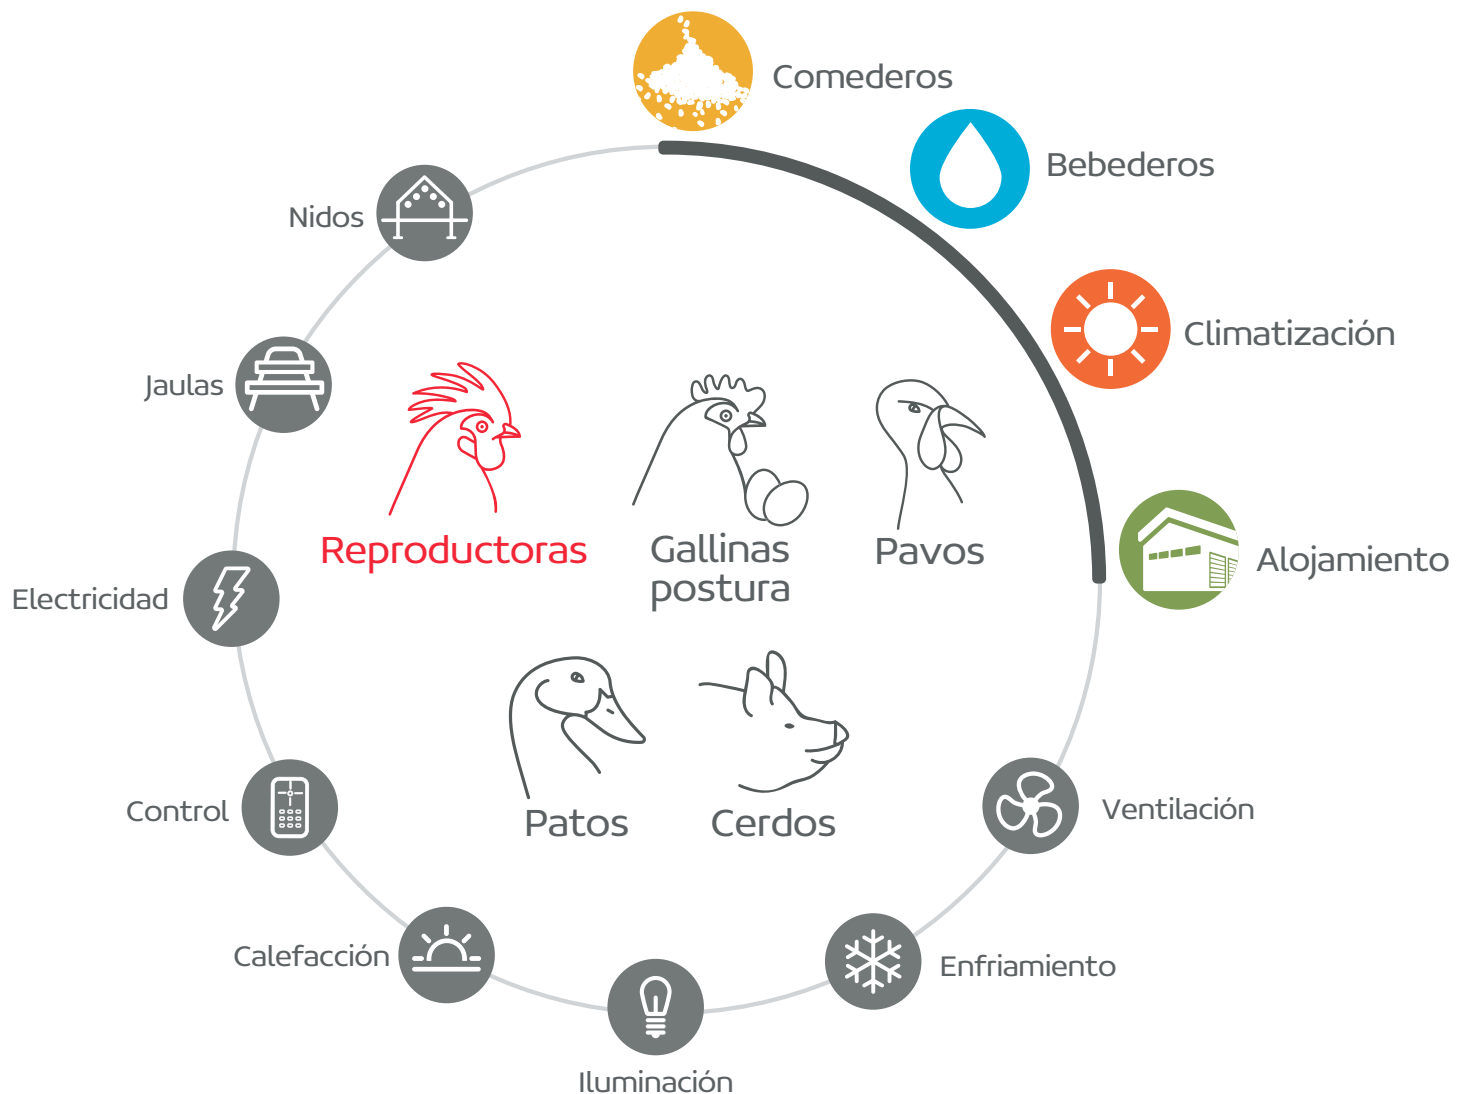 Comederos
Bebederos
Nidos
Climatización
Jaulas
Reproductoras
Gallinas
postura
Pavos
Alojamiento
Electricidad
Patos
Cerdos
Control
Ventilación
Calefacción
Enfriamiento
Iluminación